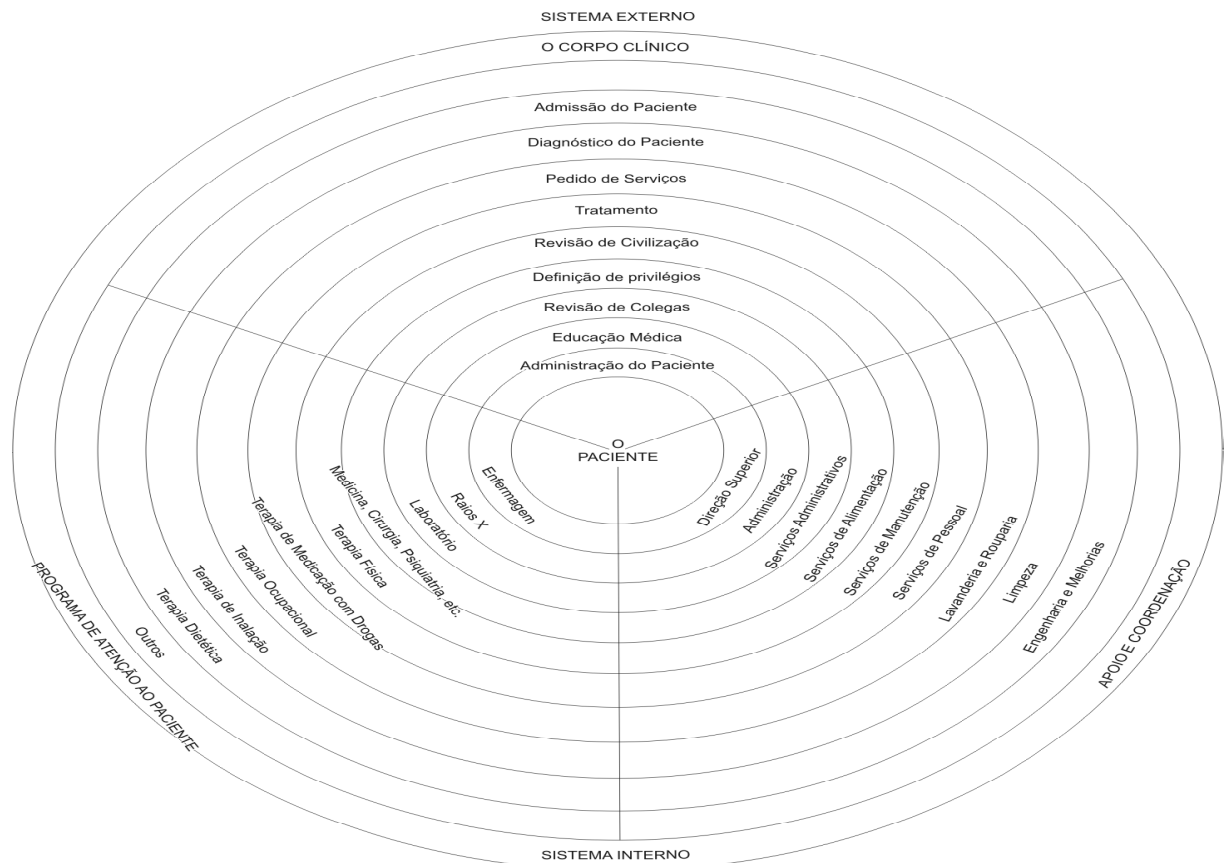 SISTEMA EXTERNO
O CORPO CLÍNICO
Admissão do Paciente
Diagnóstico do Paciente
Pedido de Serviços
Tratamento
Revisão de Civilização
Definição de privilégios
Revisão de Colegas
Educação Médica
Administração do Paciente
O
PACIENTE
Enfermagem
Raios X
Laboratório
Medicina, Cirurgia, Psiquiatria, etc.
Terapia Física
Terapia de Medicação com Drogas
Terapia Ocupacional
Terapia de Inalação
Terapia Dietética
Outros
PROGRAMA DE ATENÇÃO AO PACIENTE
Direção Superior
Administração
Serviços Administrativos
Serviços de Alimentação
Serviços de Manutenção
Serviços de Pessoal
Lavanderia e Rouparia
Limpeza
Engenharia e Melhorias
APOIO E COORDENAÇÃO
SISTEMA INTERNO